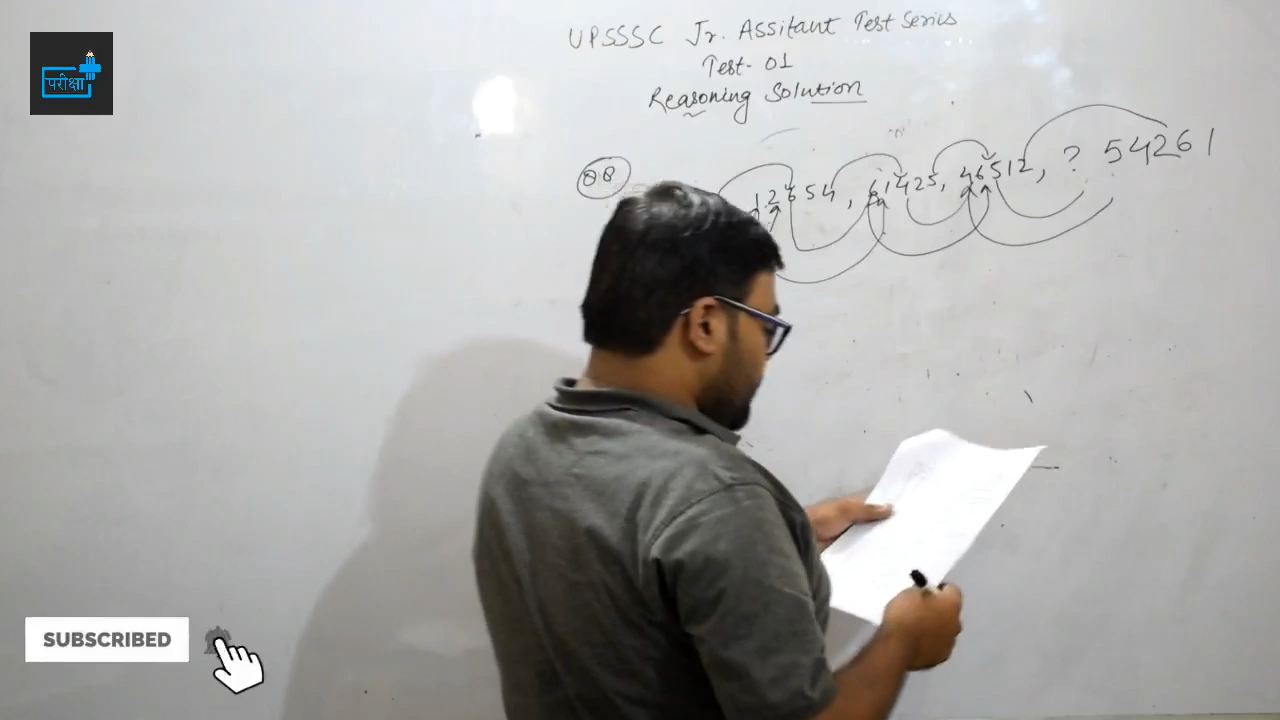 परीक्षा
UPSSSC Jr. Assitant Test Series
Test-01
Reasoning Solution
08
12654, 61425, 46512, ? 54261
SUBSCRIBED